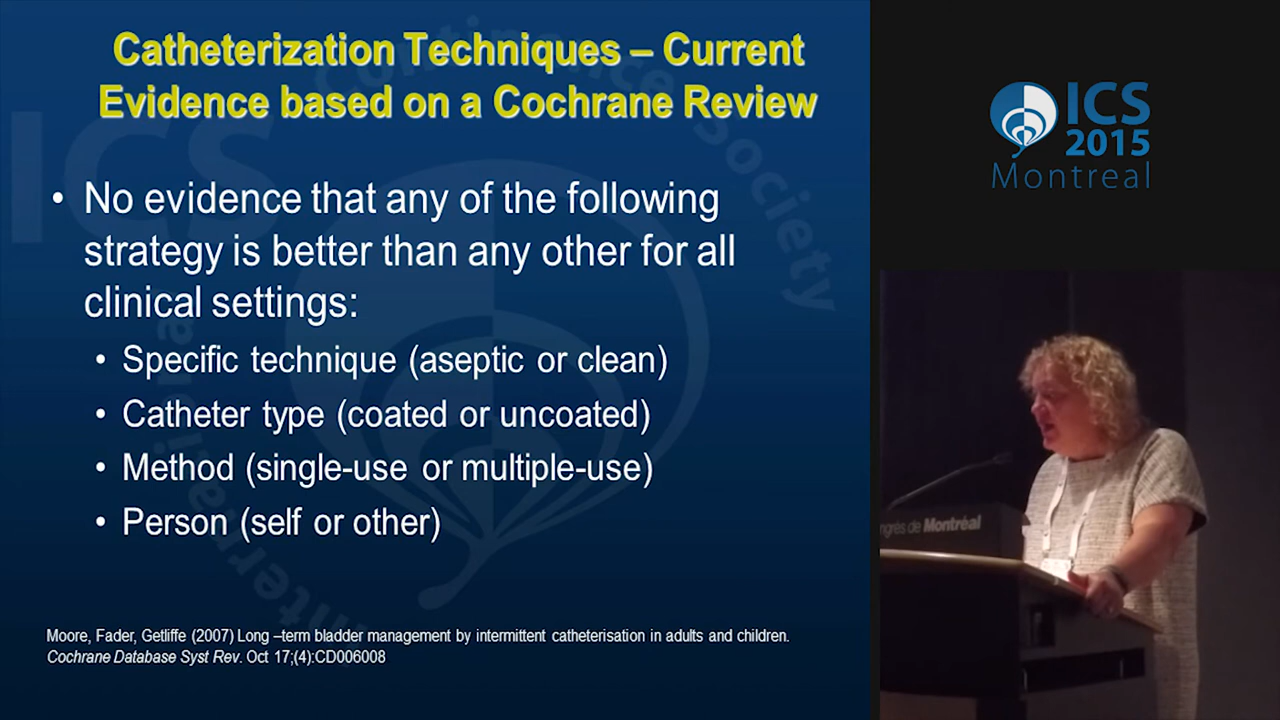 Catheterization Techniques – Current
Evidence based on a Cochrane Review
• No evidence that any of the following
strategy is better than any other for all
clinical settings:
• Specific technique (aseptic or clean)
• Catheter type (coated or uncoated)
• Method (single-use or multiple-use)
• Person (self or other)
Moore, Fader, Getliffe (2007) Long –term bladder management by intermittent catheterisation in adults and children.
Cochrane Database Syst Rev. Oct 17;(4):CD006008
ICS
2015
Montreal
ngrès de Montréal
ICS
Society